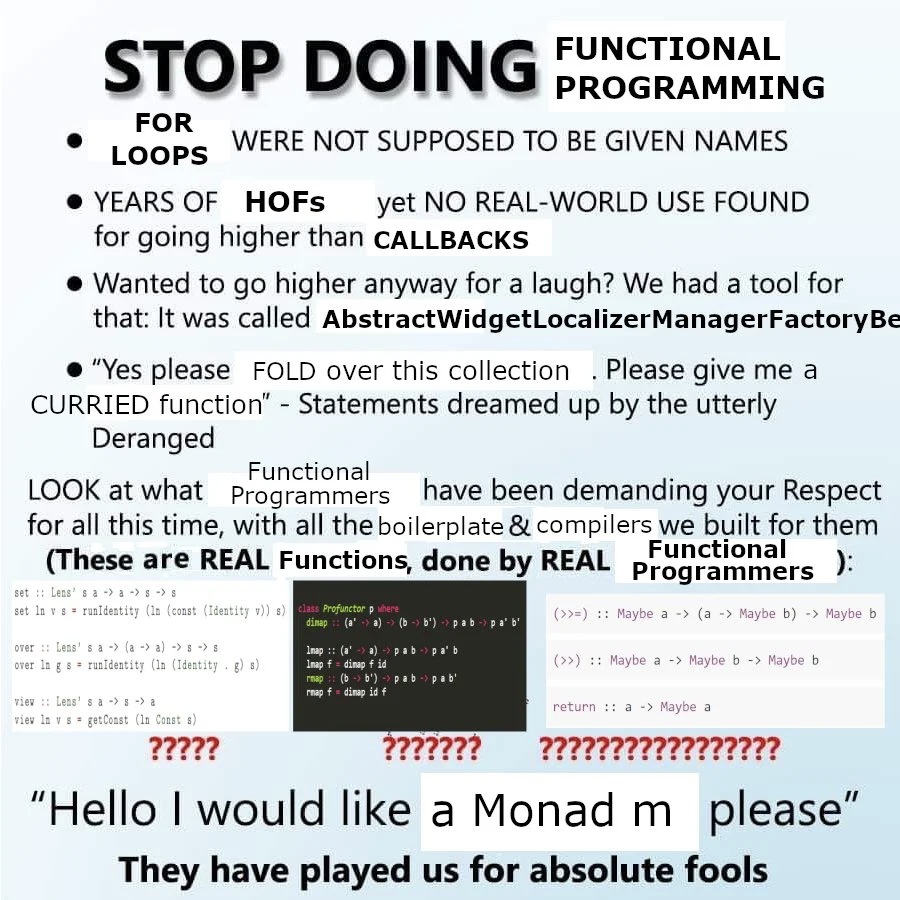 STOP DOING FUNCTIONAL PROGRAMMING
● FOR LOOPS WERE NOT SUPPOSED TO BE GIVEN NAMES
● YEARS OF HOFs yet NO REAL-WORLD USE FOUND
for going higher than CALLBACKS
● Wanted to go higher anyway for a laugh? We had a tool for
that: It was called AbstractWidgetLocalizerManagerFactoryBe
● “Yes please FOLD over this collection . Please give me a
CURRIED function” - Statements dreamed up by the utterly
Deranged
LOOK at what Functional Programmers have been demanding your Respect
for all this time, with all the boilerplate & compilers we built for them
(These are REAL Functions, done by REAL Functional Programmers ):
set :: Lens' s a -> a -> s -> s
set ln v s = runIdentity (ln (const (Identity v)) s)
over :: Lens' s a -> (a -> a) -> s -> s
over ln g s = runIdentity (ln (Identity . g) s)
view :: Lens' s a -> s -> a
view ln v s = getConst (ln Const s)
?????
class Profunctor p where
dimap :: (a' -> a) -> (b -> b') -> p a b -> p a' b'
lmap :: (a' -> a) -> p a b -> p a' b
lmap f = dimap f id
rmap :: (b -> b') -> p a b -> p a b'
rmap f = dimap id f
???????
(>>=) :: Maybe a -> (a -> Maybe b) -> Maybe b
(>>) :: Maybe a -> Maybe b -> Maybe b
return :: a -> Maybe a
?????????????????
“Hello I would like a Monad m please”
They have played us for absolute fools